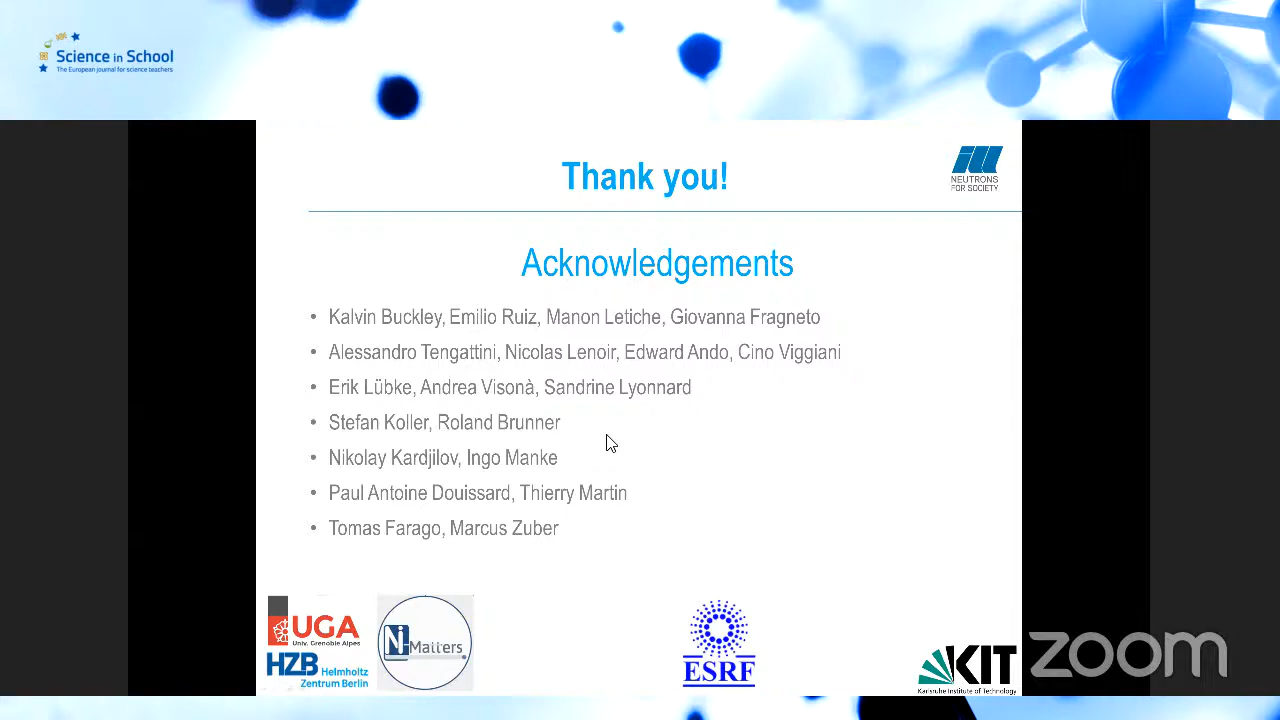 Science in School
The European journal for science teachers
Thank you!
ill
NEUTRONS
FOR SOCIETY
Acknowledgements
• Kalvin Buckley, Emilio Ruiz, Manon Letiche, Giovanna Fragneto
• Alessandro Tengattini, Nicolas Lenoir, Edward Ando, Cino Viggiani
• Erik Lübke, Andrea Visonà, Sandrine Lyonnard
• Stefan Koller, Roland Brunner
• Nikolay Kardjilov, Ingo Manke
• Paul Antoine Douissard, Thierry Martin
• Tomas Farago, Marcus Zuber
UGA
Univ. Grenoble Alpes
HZB Helmholtz
Zentrum Berlin
NI-Matters
ESRF
KIT
Karlsruhe Institute of Technology
zoom